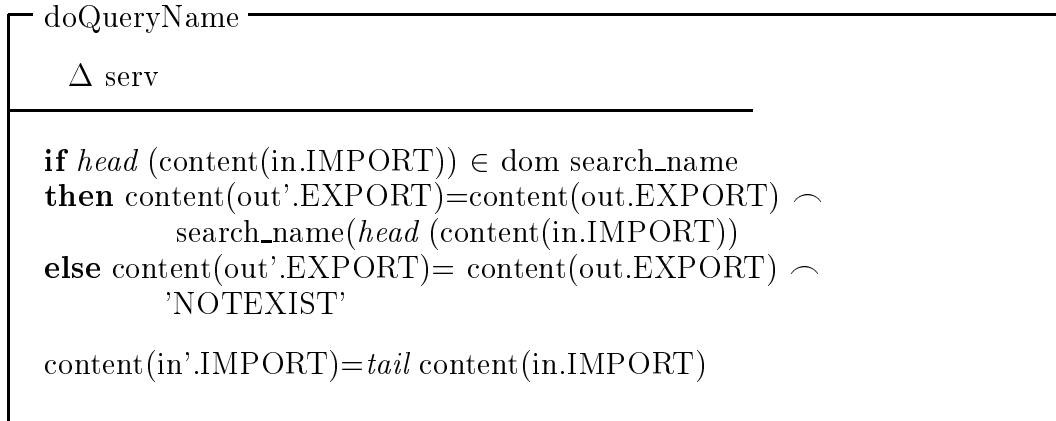 doQueryName
Δ serv
if head (content(in.IMPORT)) ∈ dom search_name
then content(out'.EXPORT)=content(out.EXPORT) ⌢
search_name(head (content(in.IMPORT))
else content(out'.EXPORT)= content(out.EXPORT) ⌢
'NOTEXIST'
content(in'.IMPORT)=tail content(in.IMPORT)